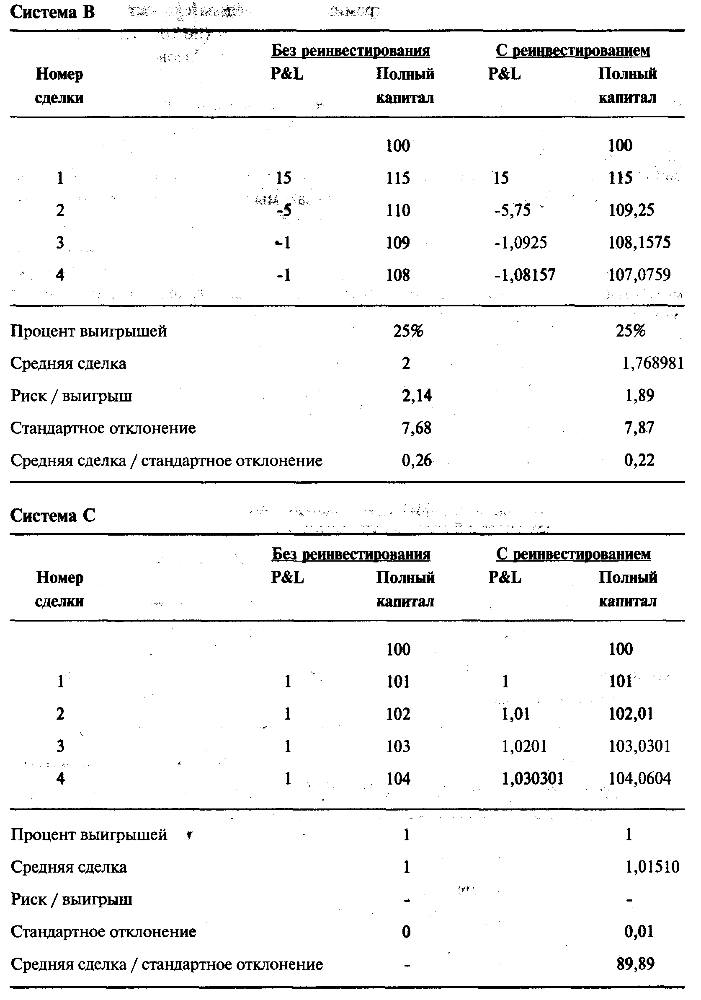 Система В
Без реинвестирования С реинвестированием
Номер P&L Полный P&L Полный
сделки капитал капитал
100 100
1 15 115 15 115
2 -5 110 -5,75 109,25
3 -1 109 -1,0925 108,1575
4 -1 108 -1,08157 107,0759
Процент выигрышей 25% 25%
Средняя сделка 2 1,768981
Риск / выигрыш 2,14 1,89
Стандартное отклонение 7,68 7,87
Средняя сделка / стандартное отклонение 0,26 0,22
Система С
Без реинвестирования С реинвестированием
Номер P&L Полный P&L Полный
сделки капитал капитал
100 100
1 1 101 1 101
2 1 102 1,01 102,01
3 1 103 1,0201 103,0301
4 1 104 1,030301 104,0604
Процент выигрышей 1 1
Средняя сделка 1 1,01510
Риск / выигрыш - -
Стандартное отклонение 0 0,01
Средняя сделка / стандартное отклонение - 89,89